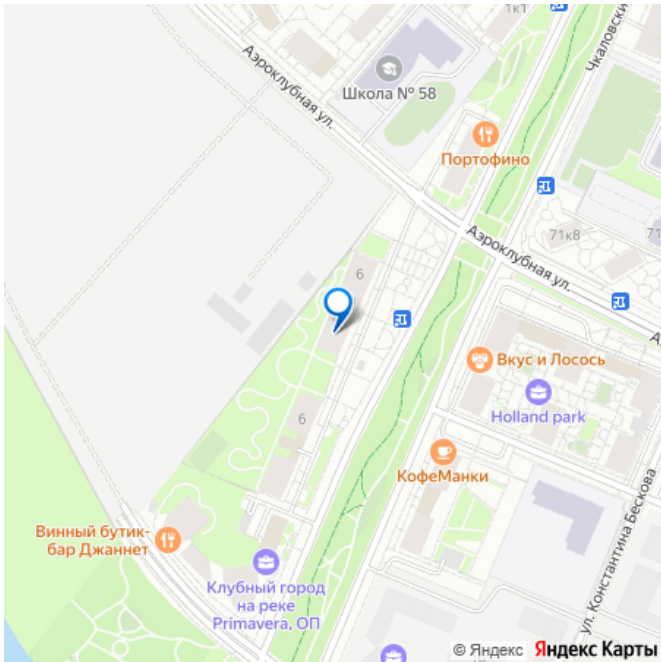 1к1
Чкаловский
Аэроклубная ул.
Школа № 58
Портофино
71к8
71
Аэроклубная ул.
А
6
Вкус и Лосось
Holland park
6
КофеМанки
ул. Константина Бескова
Винный бутик-
бар Джаннет
Клубный город
на реке
Primavera, ОП
© Яндекс Яндекс Карты